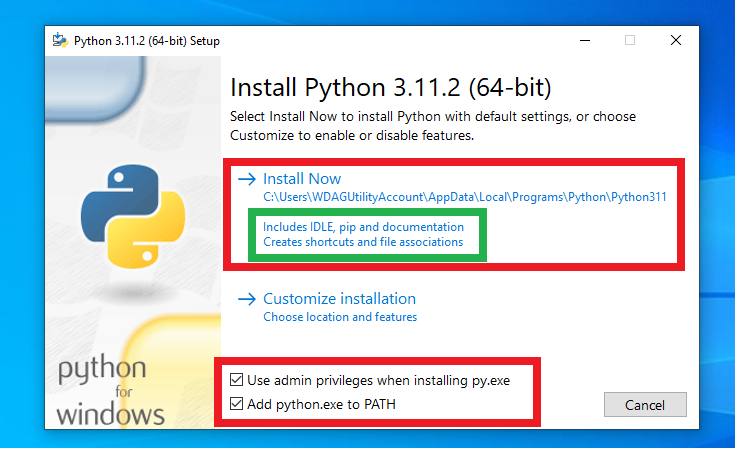 Python 3.11.2 (64-bit) Setup
Install Python 3.11.2 (64-bit)
Select Install Now to install Python with default settings, or choose
Customize to enable or disable features.
Install Now
C:\Users\WDAGUtilityAccount\AppData\Local\Programs\Python\Python311
Includes IDLE, pip and documentation
Creates shortcuts and file associations
Customize installation
Choose location and features
python
for
windows
Use admin privileges when installing py.exe
Add python.exe to PATH
Cancel